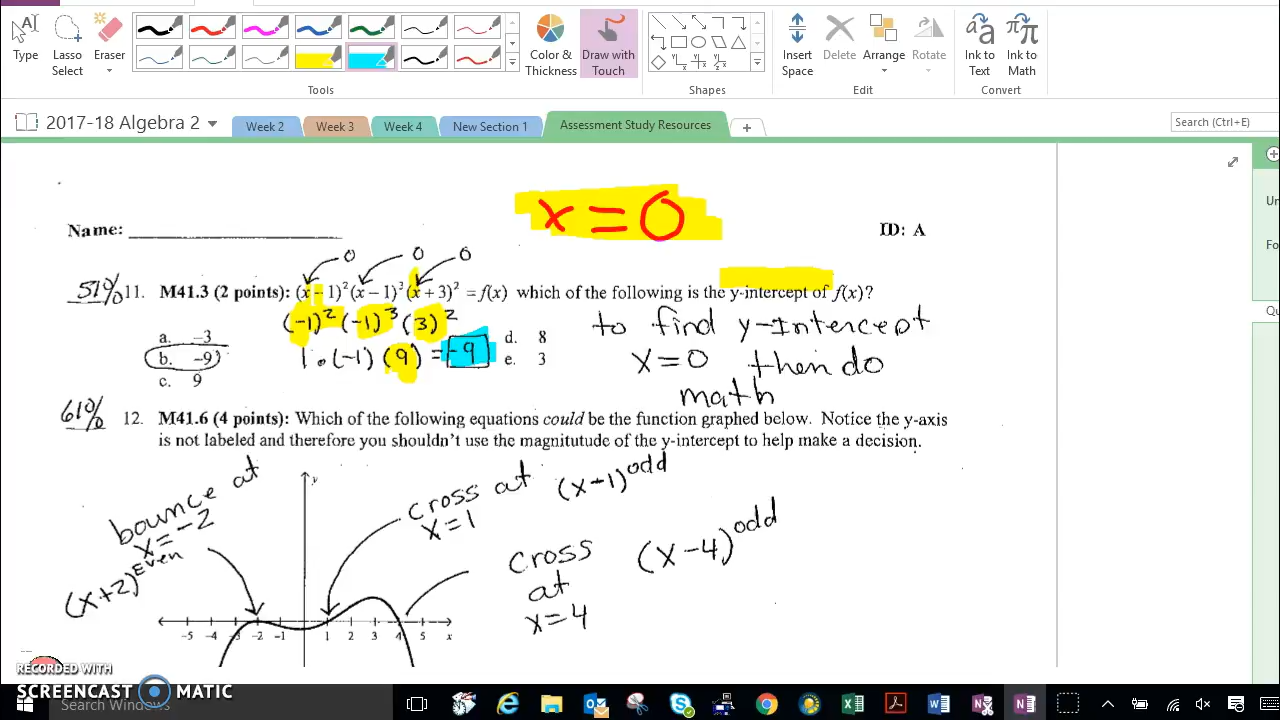 Type
Lasso Select
Eraser
Color & Thickness
Draw with Touch
Insert Space
Delete
Arrange
Rotate
Ink to Text
Ink to Math
Tools
Shapes
Edit
Convert
2017-18 Algebra 2
Week 2
Week 3
Week 4
New Section 1
Assessment Study Resources
Search (Ctrl+E)
x = 0
Name:
ID: A
0 0 0
51% 11. M41.3 (2 points): (x − 1)²(x − 1)³(x + 3)² = f(x) which of the following is the y-intercept of f(x)?
(-1)² (-1)³ (3)²
to find y-Intercept
a. −3
d. 8
b. −9
1 • (-1) (9) = -9
e. 3
x=0 then do
c. 9
math
61% 12. M41.6 (4 points): Which of the following equations could be the function graphed below. Notice the y-axis
is not labeled and therefore you shouldn't use the magnitutude of the y-intercept to help make a decision.
y
bounce at
x=-2
(x+2)^Even
cross at
x=1
(x-1)^odd
cross
at
x=4
(x-4)^odd
-5 -4 -3 -2 -1 1 2 3 4 5 x
RECORDED WITH
SCREENCAST MATIC
Search Windows